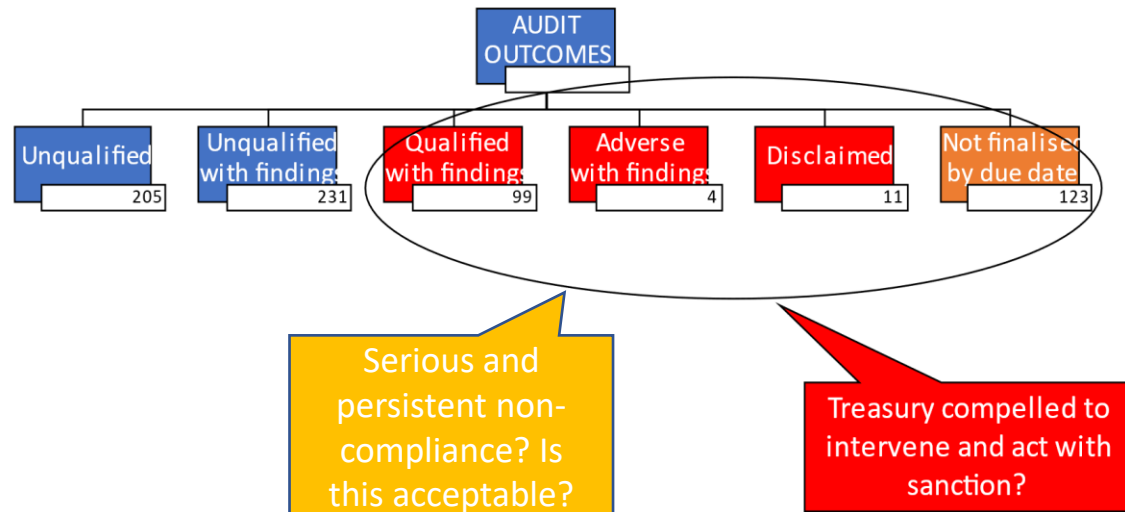 AUDIT
OUTCOMES
Unqualified
205
Unqualified
with findings
231
Qualified
with findings
99
Adverse
with findings
4
Disclaimed
11
Not finalised
by due date
123
Serious and
persistent non-
compliance? Is
this acceptable?
Treasury compelled to
intervene and act with
sanction?